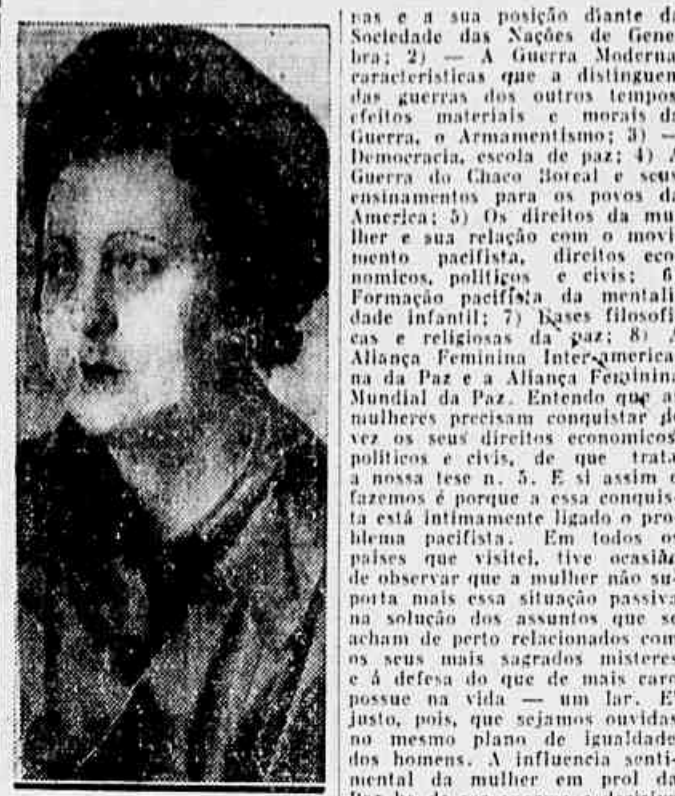 nas e a sua posição diante da
Sociedade das Nações de Gene-
bra; 2) — A Guerra Moderna,
caracteristicas que a distinguem
das guerras dos outros tempos,
efeitos materiais e morais da
Guerra, o Armamentismo; 3) —
Democracia, escola de paz; 4) A
Guerra do Chaco Boreal e seus
ensinamentos para os povos da
America; 5) Os direitos da mu-
lher e sua relação com o movi-
mento pacifista, direitos eco-
nomicos, politicos e civis; 6)
Formação pacifista da mentali-
dade infantil; 7) Bases filosofi-
cas e religiosas da paz; 8) A
Aliança Feminina Inter-america-
na da Paz e a Aliança Feminina
Mundial da Paz. Entendo que as
mulheres precisam conquistar de
vez os seus direitos economicos,
politicos e civis, de que trata
a nossa tese n. 5. E si assim o
fazemos é porque a essa conquis-
ta está intimamente ligado o pro-
blema pacifista. Em todos os
paises que visitei, tive ocasião
de observar que a mulher não su-
porta mais essa situação passiva
na solução dos assuntos que se
acham de perto relacionados com
os seus mais sagrados misteres
e á defesa do que de mais caro
possue na vida — um lar. E'
justo, pois, que sejamos ouvidas
no mesmo plano de igualdade
dos homens. A influencia senti-
mental da mulher em prol da